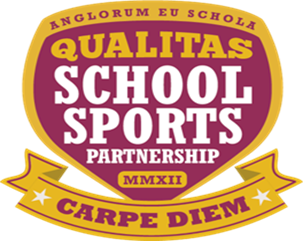 ANGLORUM EU SCHOLA
QUALITAS
SCHOOL
SPORTS
PARTNERSHIP
MMXII
CARPE DIEM